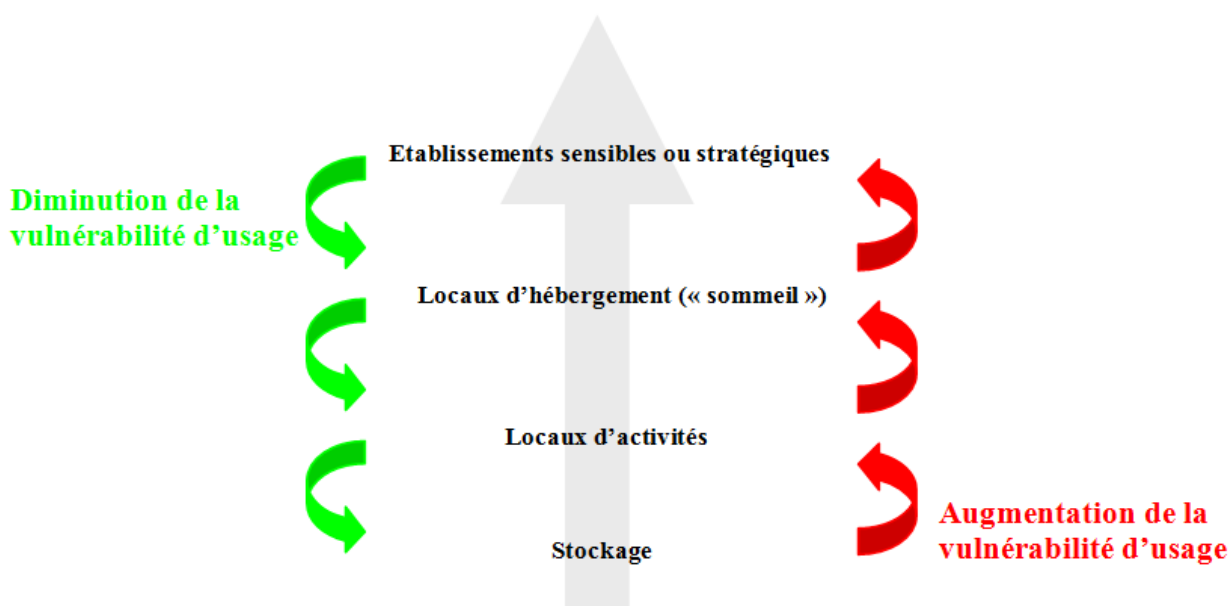 Etablissements sensibles ou stratégiques
Diminution de la
vulnérabilité d'usage
Locaux d'hébergement (« sommeil »)
Locaux d'activités
Augmentation de la
vulnérabilité d'usage
Stockage